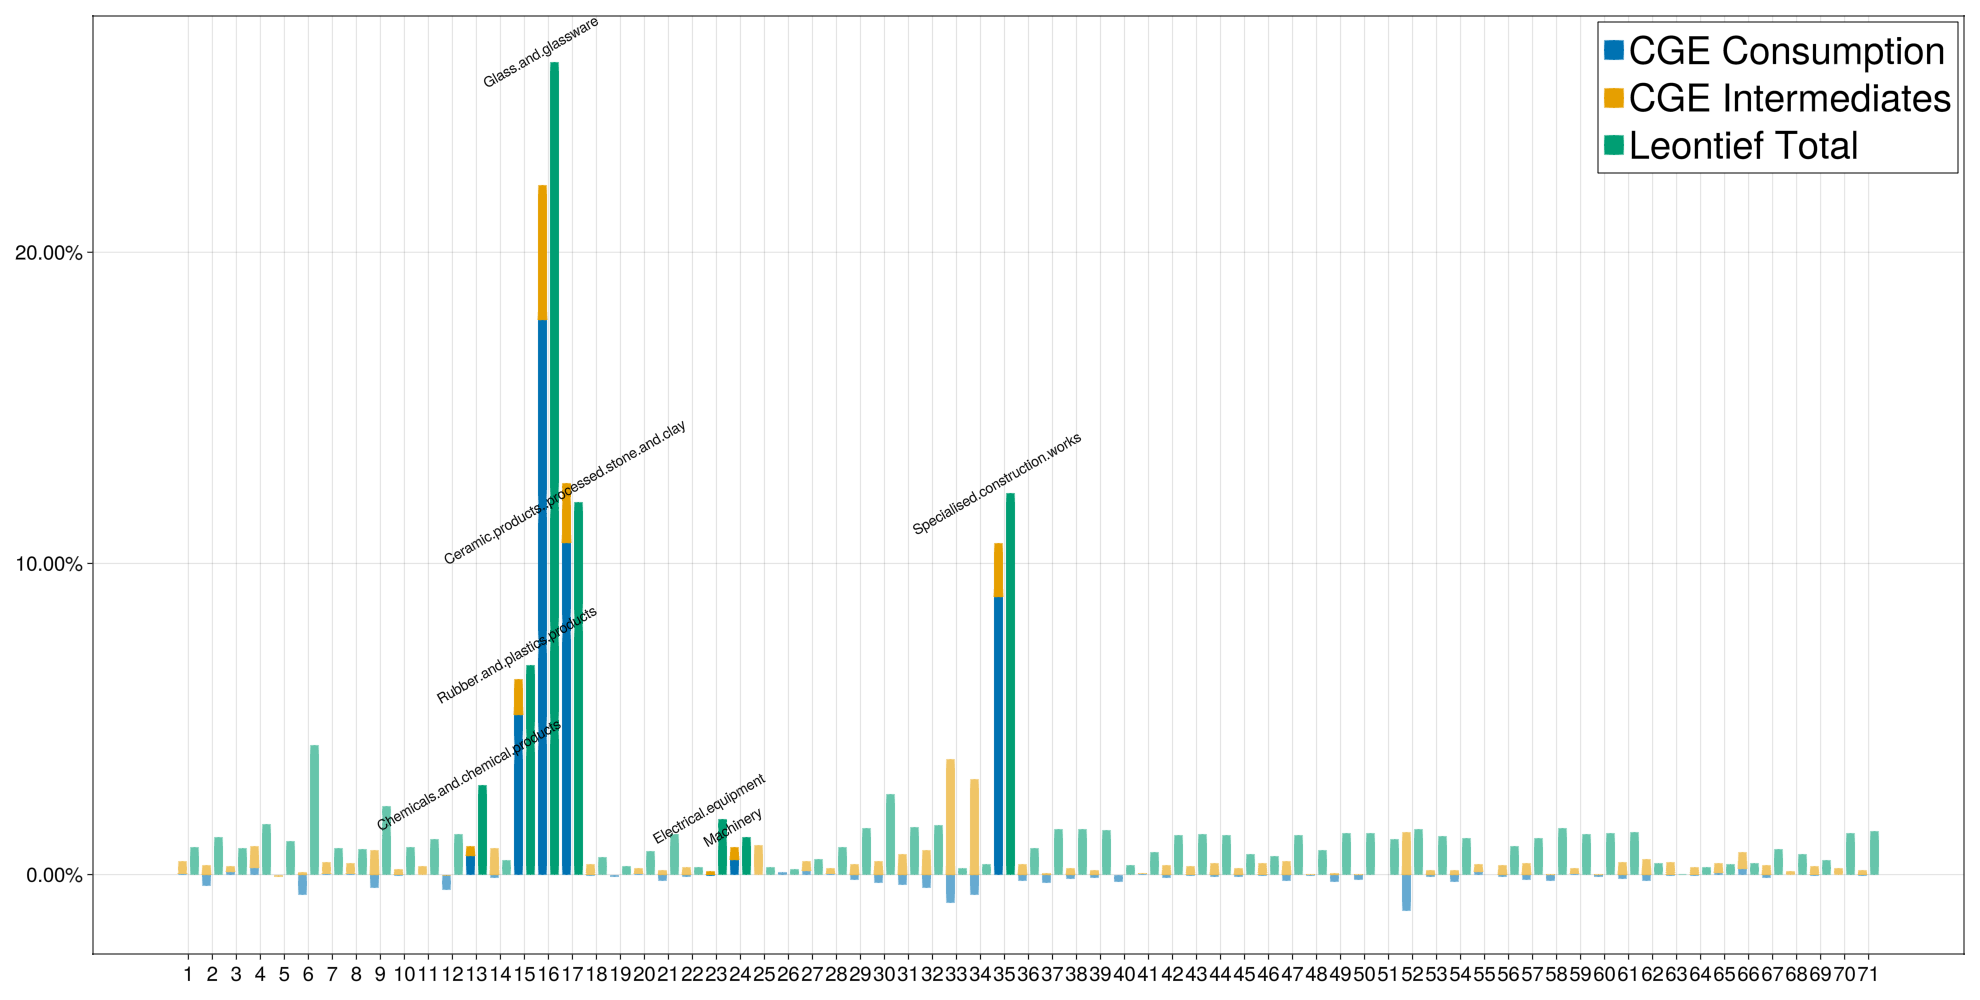 CGE Consumption
CGE Intermediates
Leontief Total
Glass.and.glassware
20.00%
Ceramic.products..processed.stone.and.clay
Specialised.construction.works
10.00%
Rubber.and.plastics.products
Chemicals.and.chemical.products
Electrical.equipment
Machinery
0.00%
1 2 3 4 5 6 7 8 9 10 11 12 13 14 15 16 17 18 19 20 21 22 23 24 25 26 27 28 29 30 31 32 33 34 35 36 37 38 39 40 41 42 43 44 45 46 47 48 49 50 51 52 53 54 55 56 57 58 59 60 61 62 63 64 65 66 67 68 69 70 71